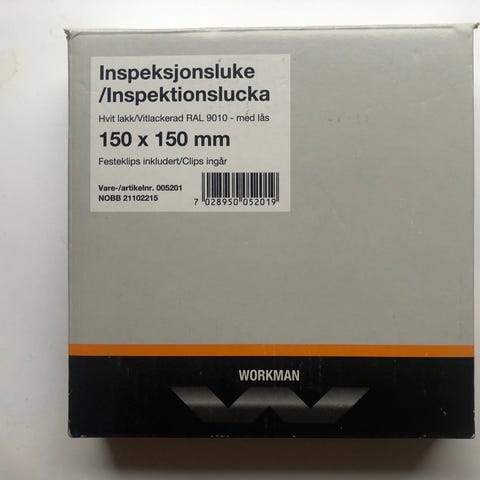 Inspeksjonsluke
/Inspektionslucka
Hvit lakk/Vitlackerad RAL 9010 - med lås
150 x 150 mm
Festeklips inkludert/Clips ingår
Vare-/artikelnr. 005201
NOBB 21102215
7 028950 052019
WORKMAN